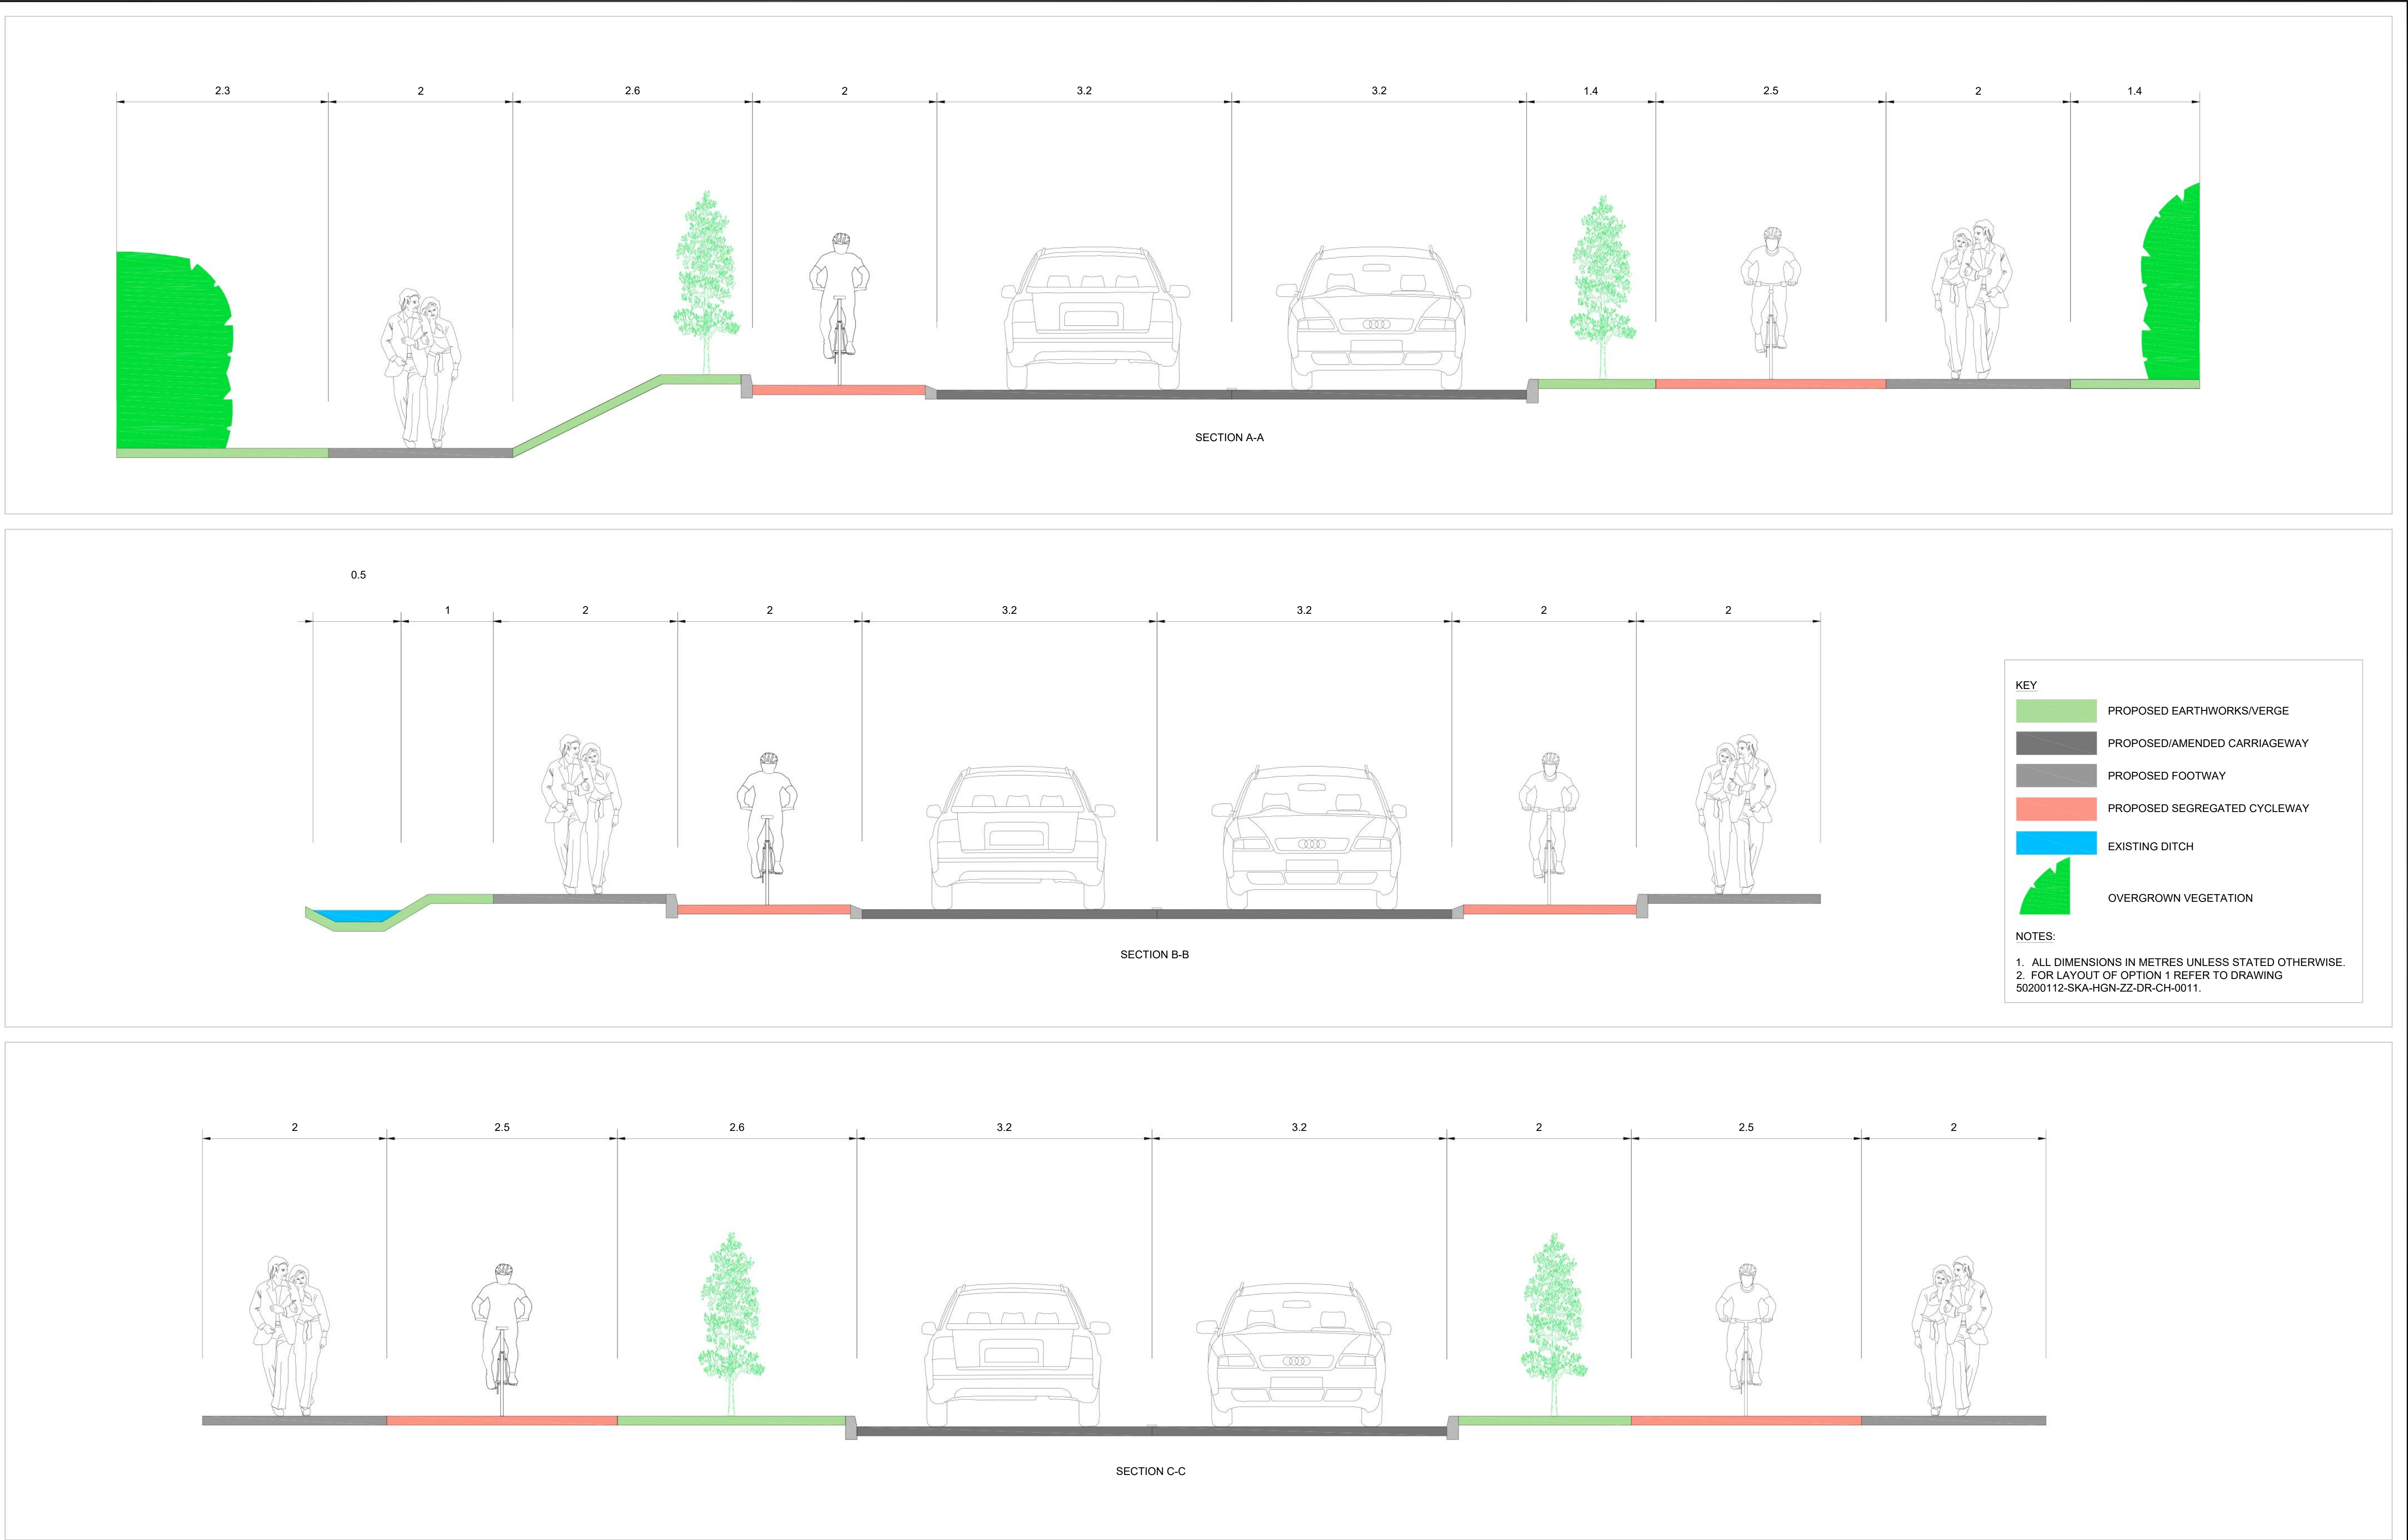 2.3 2 2.6 2 3.2 3.2 1.4 2.5 2 1.4
SECTION A-A
0.5
1 2 2 3.2 3.2 2 2
SECTION B-B
KEY
PROPOSED EARTHWORKS/VERGE
PROPOSED/AMENDED CARRIAGEWAY
PROPOSED FOOTWAY
PROPOSED SEGREGATED CYCLEWAY
EXISTING DITCH
OVERGROWN VEGETATION
NOTES:
1. ALL DIMENSIONS IN METRES UNLESS STATED OTHERWISE.
2. FOR LAYOUT OF OPTION 1 REFER TO DRAWING
50200112-SKA-HGN-ZZ-DR-CH-0011.
2 2.5 2.6 3.2 3.2 2 2.5 2
SECTION C-C